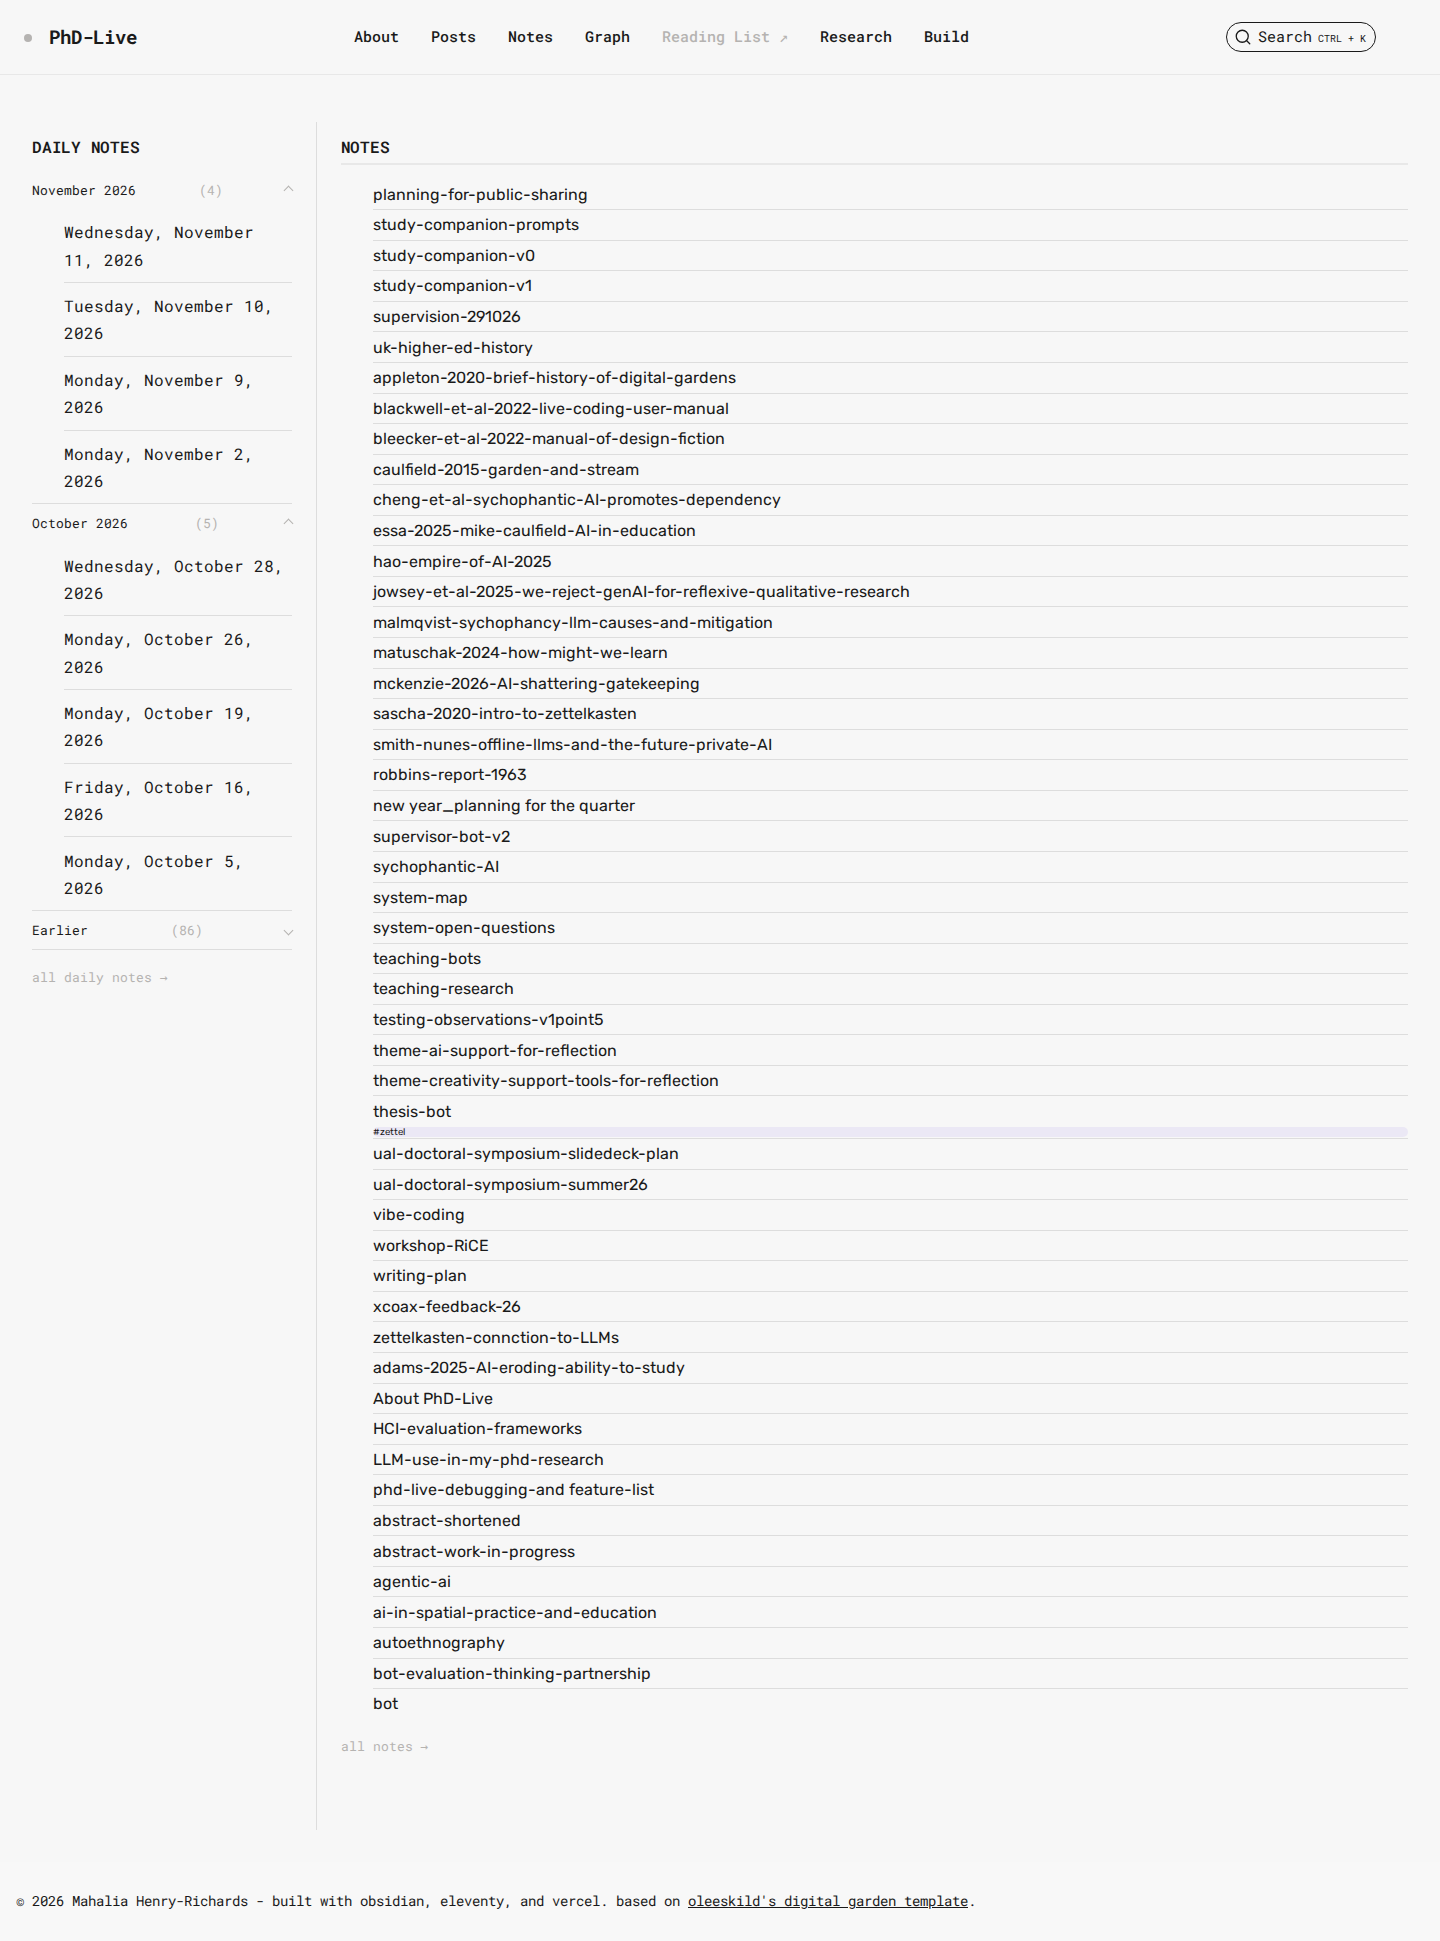 PhD-Live
About Posts Notes Graph Reading List ↗ Research Build
Search CTRL + K
DAILY NOTES
November 2026 (4)
Wednesday, November
11, 2026
Tuesday, November 10,
2026
Monday, November 9,
2026
Monday, November 2,
2026
October 2026 (5)
Wednesday, October 28,
2026
Monday, October 26,
2026
Monday, October 19,
2026
Friday, October 16,
2026
Monday, October 5,
2026
Earlier (86)
all daily notes →
NOTES
planning-for-public-sharing
study-companion-prompts
study-companion-v0
study-companion-v1
supervision-291026
uk-higher-ed-history
appleton-2020-brief-history-of-digital-gardens
blackwell-et-al-2022-live-coding-user-manual
bleecker-et-al-2022-manual-of-design-fiction
caulfield-2015-garden-and-stream
cheng-et-al-sychophantic-AI-promotes-dependency
essa-2025-mike-caulfield-AI-in-education
hao-empire-of-AI-2025
jowsey-et-al-2025-we-reject-genAI-for-reflexive-qualitative-research
malmqvist-sychophancy-llm-causes-and-mitigation
matuschak-2024-how-might-we-learn
mckenzie-2026-AI-shattering-gatekeeping
sascha-2020-intro-to-zettelkasten
smith-nunes-offline-llms-and-the-future-private-AI
robbins-report-1963
new year_planning for the quarter
supervisor-bot-v2
sychophantic-AI
system-map
system-open-questions
teaching-bots
teaching-research
testing-observations-v1point5
theme-ai-support-for-reflection
theme-creativity-support-tools-for-reflection
thesis-bot
#zettel
ual-doctoral-symposium-slidedeck-plan
ual-doctoral-symposium-summer26
vibe-coding
workshop-RiCE
writing-plan
xcoax-feedback-26
zettelkasten-connction-to-LLMs
adams-2025-AI-eroding-ability-to-study
About PhD-Live
HCI-evaluation-frameworks
LLM-use-in-my-phd-research
phd-live-debugging-and feature-list
abstract-shortened
abstract-work-in-progress
agentic-ai
ai-in-spatial-practice-and-education
autoethnography
bot-evaluation-thinking-partnership
bot
all notes →
© 2026 Mahalia Henry-Richards - built with obsidian, eleventy, and vercel. based on oleeskild's digital garden template.